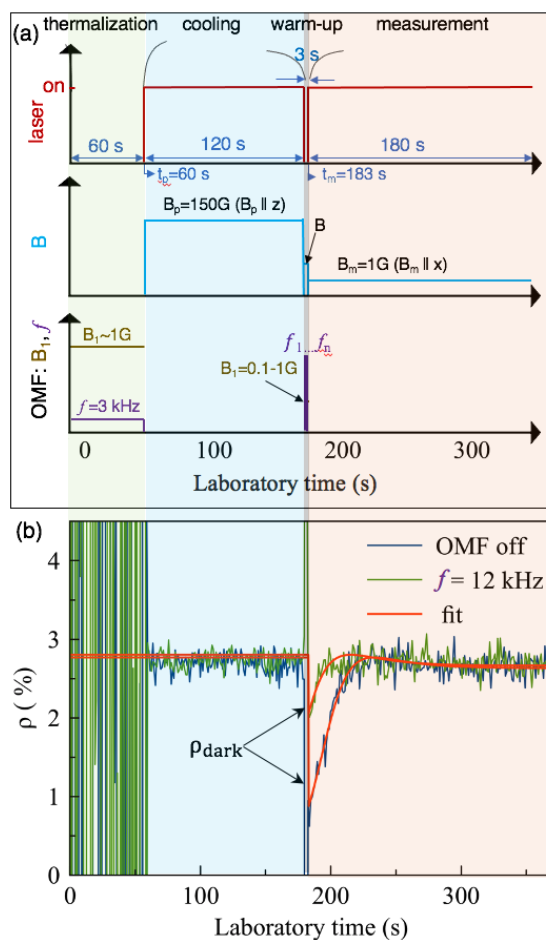 (a)
thermalization cooling warm-up measurement
3 s
on
laser
60 s 120 s 180 s
tp=60 s tm=183 s
Bp=150G (Bp ∥ z)
B
B
Bm=1G (Bm ∥ x)
OMF: B1, f
B1~1G
f1....fn
B1=0.1-1G
f=3 kHz
0 100 200 300
Laboratory time (s)
(b)
4
OMF off
f = 12 kHz
fit
3
ρ (%)
2
ρdark
1
0
0 100 200 300
Laboratory time (s)